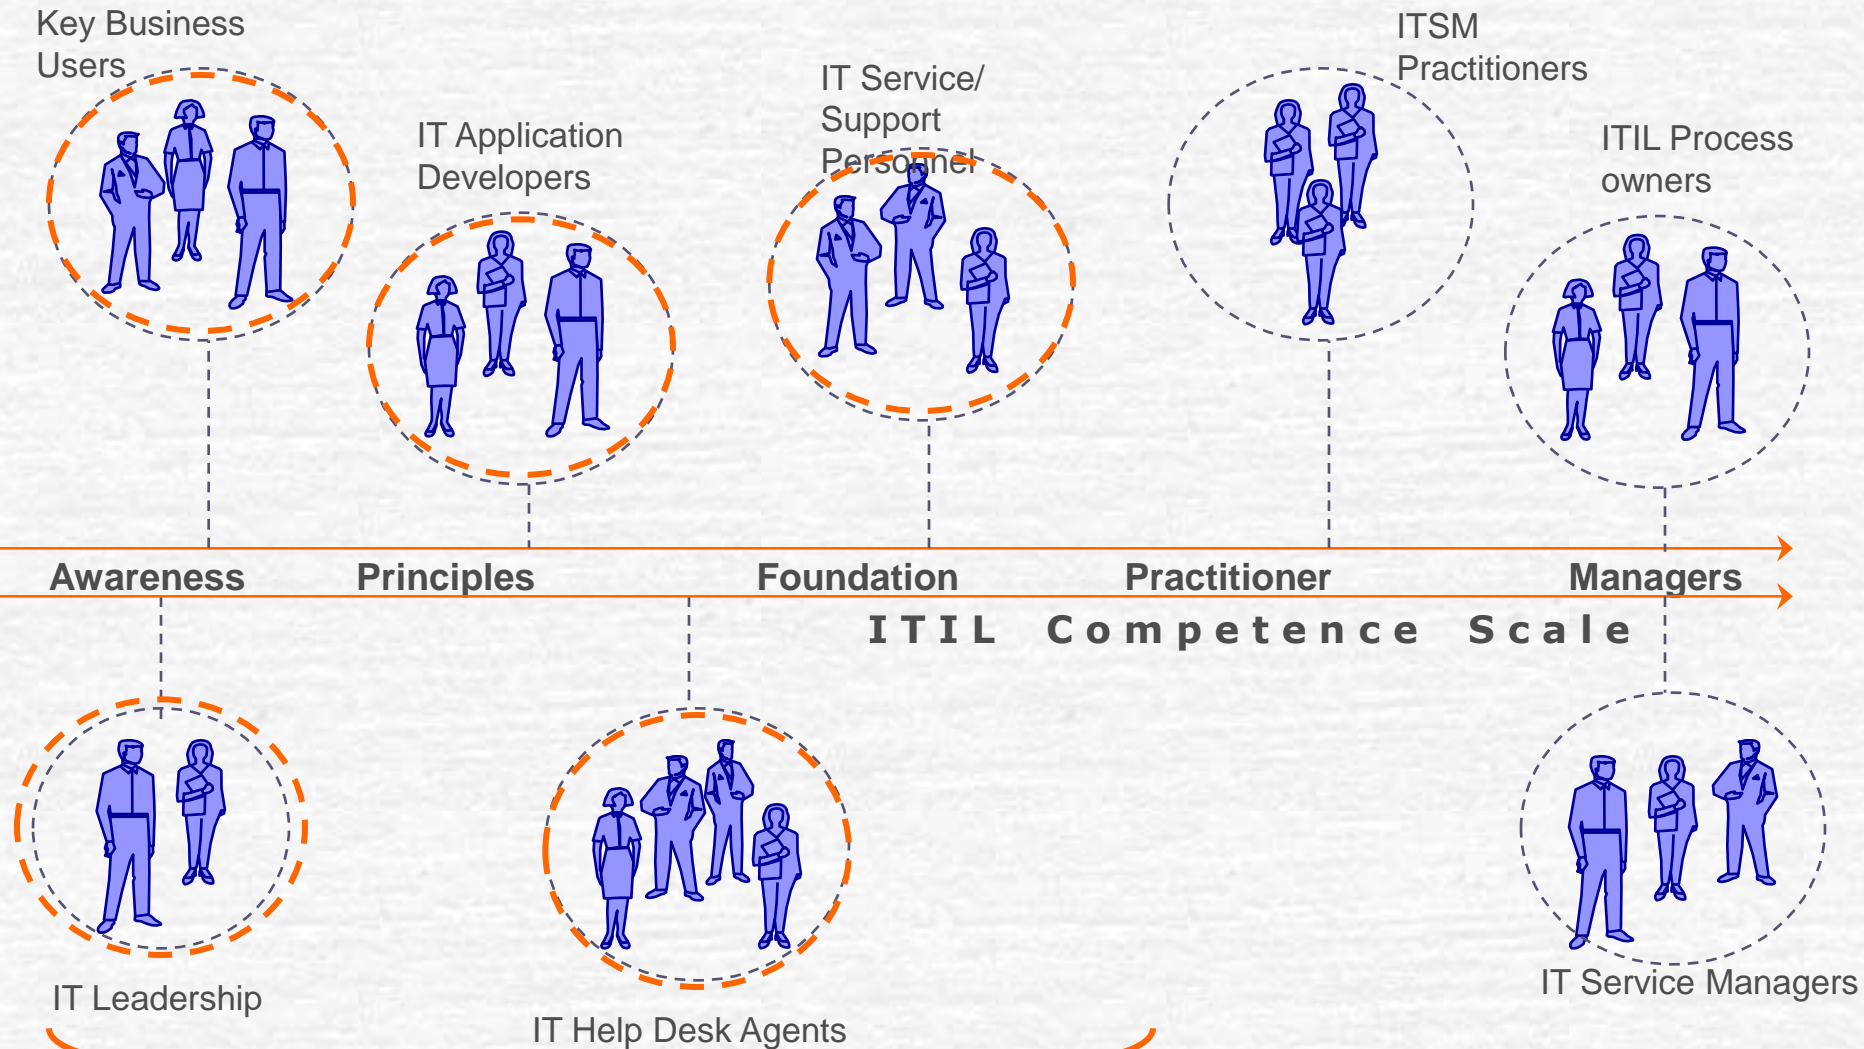 Key Business
Users
IT Application
Developers
IT Service/
Support
Personnel
ITSM
Practitioners
ITIL Process
owners
Awareness Principles Foundation Practitioner Managers
ITIL Competence Scale
IT Leadership
IT Help Desk Agents
IT Service Managers